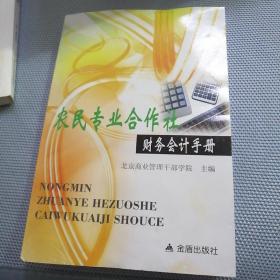 农民专业合作社
财务会计手册
北京商业管理干部学院 主编
NONGMIN
ZHUANYE HEZUOSHE
CAIWUKUAIJI SHOUCE
金盾出版社